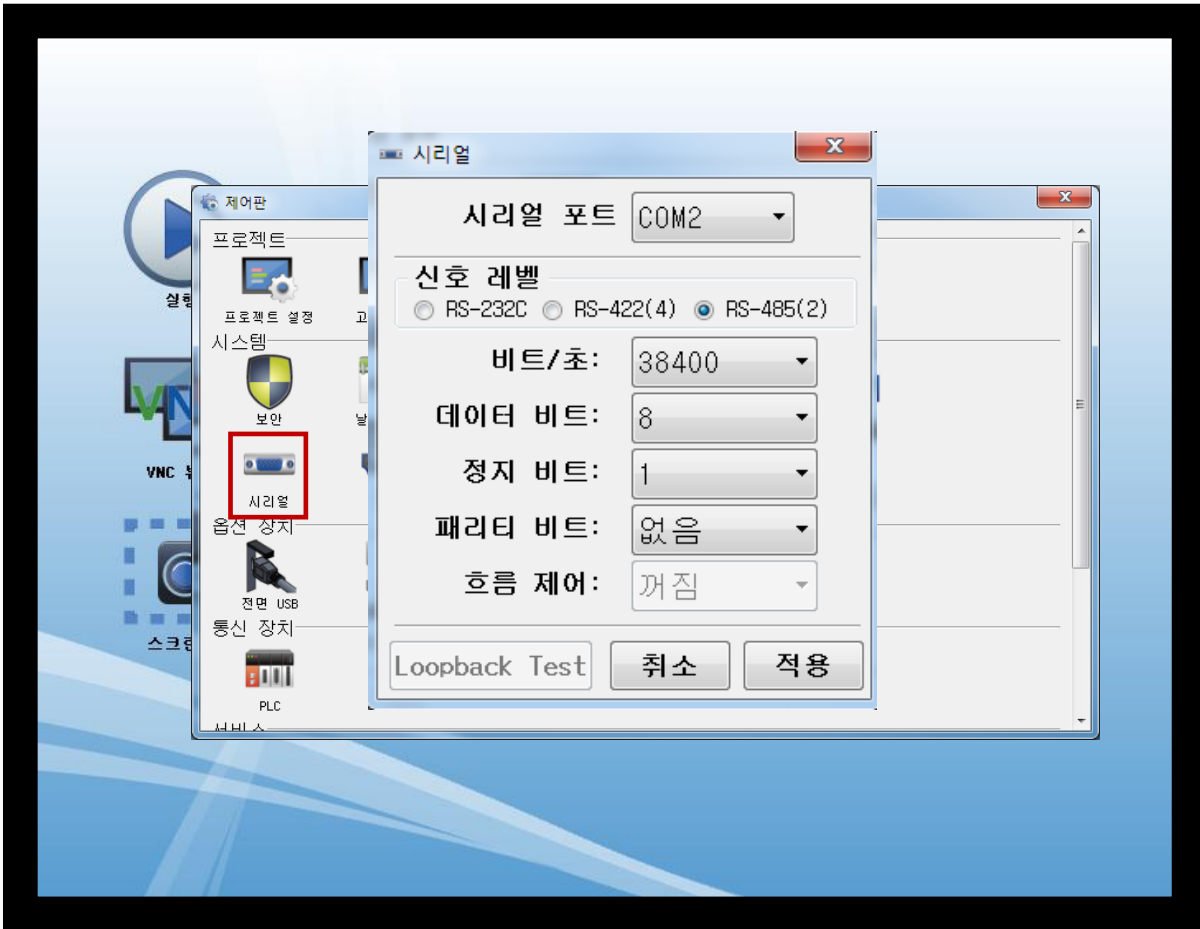 시리얼
시리얼 포트 COM2
신호 레벨
RS-232C RS-422(4) RS-485(2)
비트/초: 38400
데이터 비트: 8
정지 비트: 1
패리티 비트: 없음
흐름 제어: 꺼짐
Loopback Test 취소 적용
제어판
프로젝트
프로젝트 설정
시스템
보안
시리얼
옵션 장치
전면 USB
통신 장치
PLC
서비스
VNC